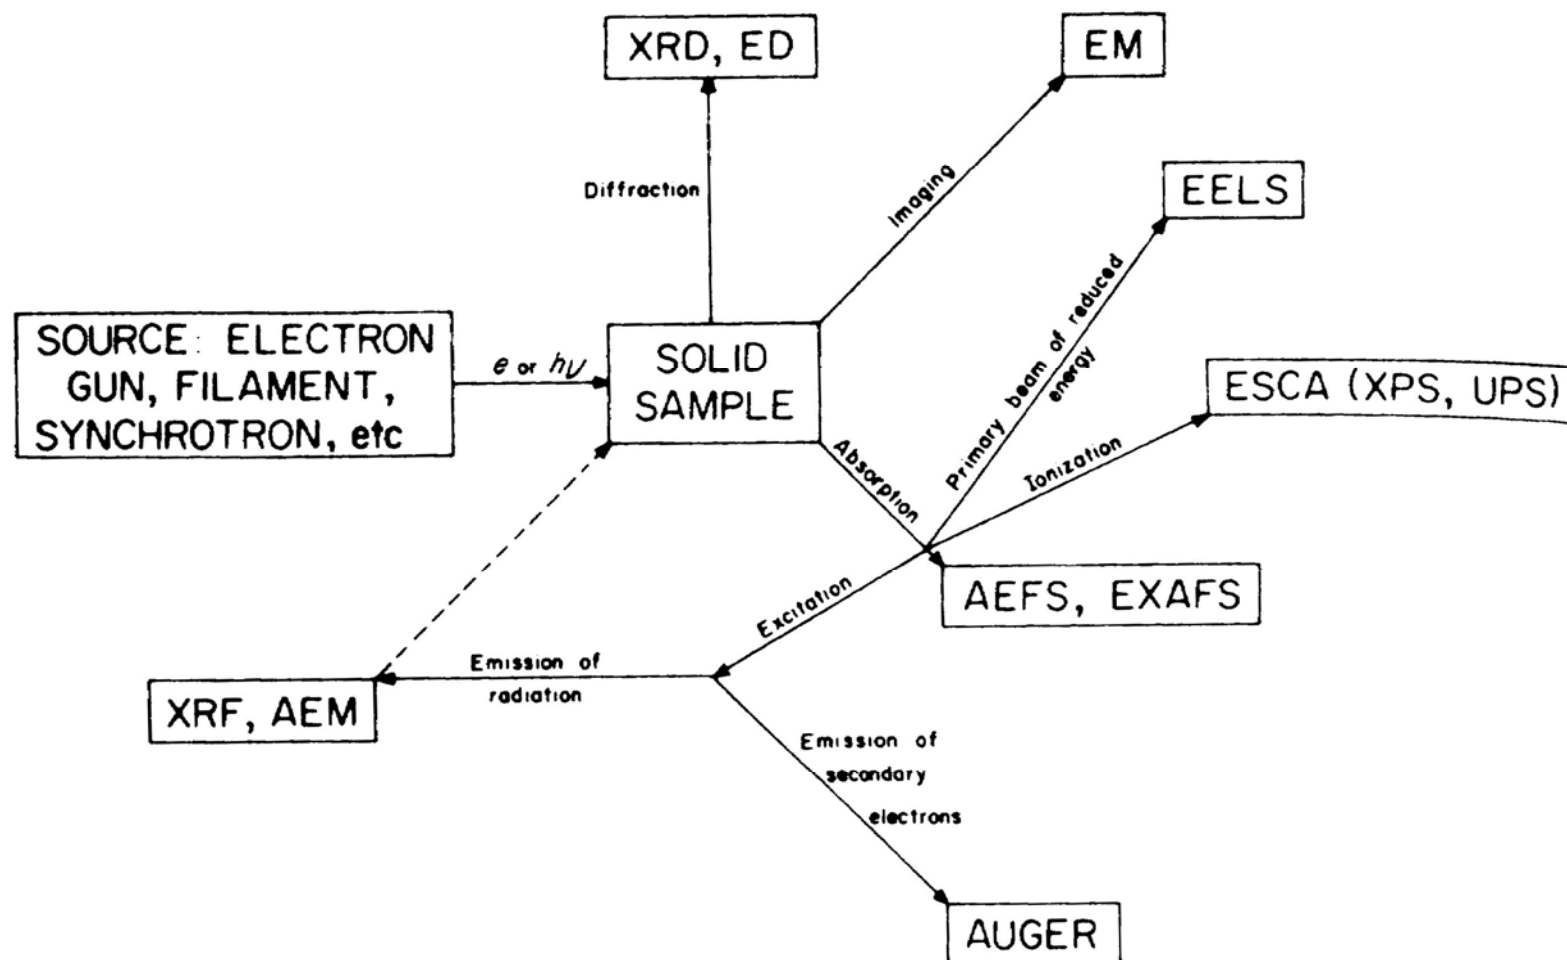 XRD, ED
EM
Diffraction
Imaging
EELS
SOURCE: ELECTRON
GUN, FILAMENT,
SYNCHROTRON, etc
e or hν
SOLID
SAMPLE
Primary beam of reduced
energy
ESCA (XPS, UPS)
Absorption
Ionization
AEFS, EXAFS
Excitation
Emission of
radiation
XRF, AEM
Emission of
secondary
electrons
AUGER